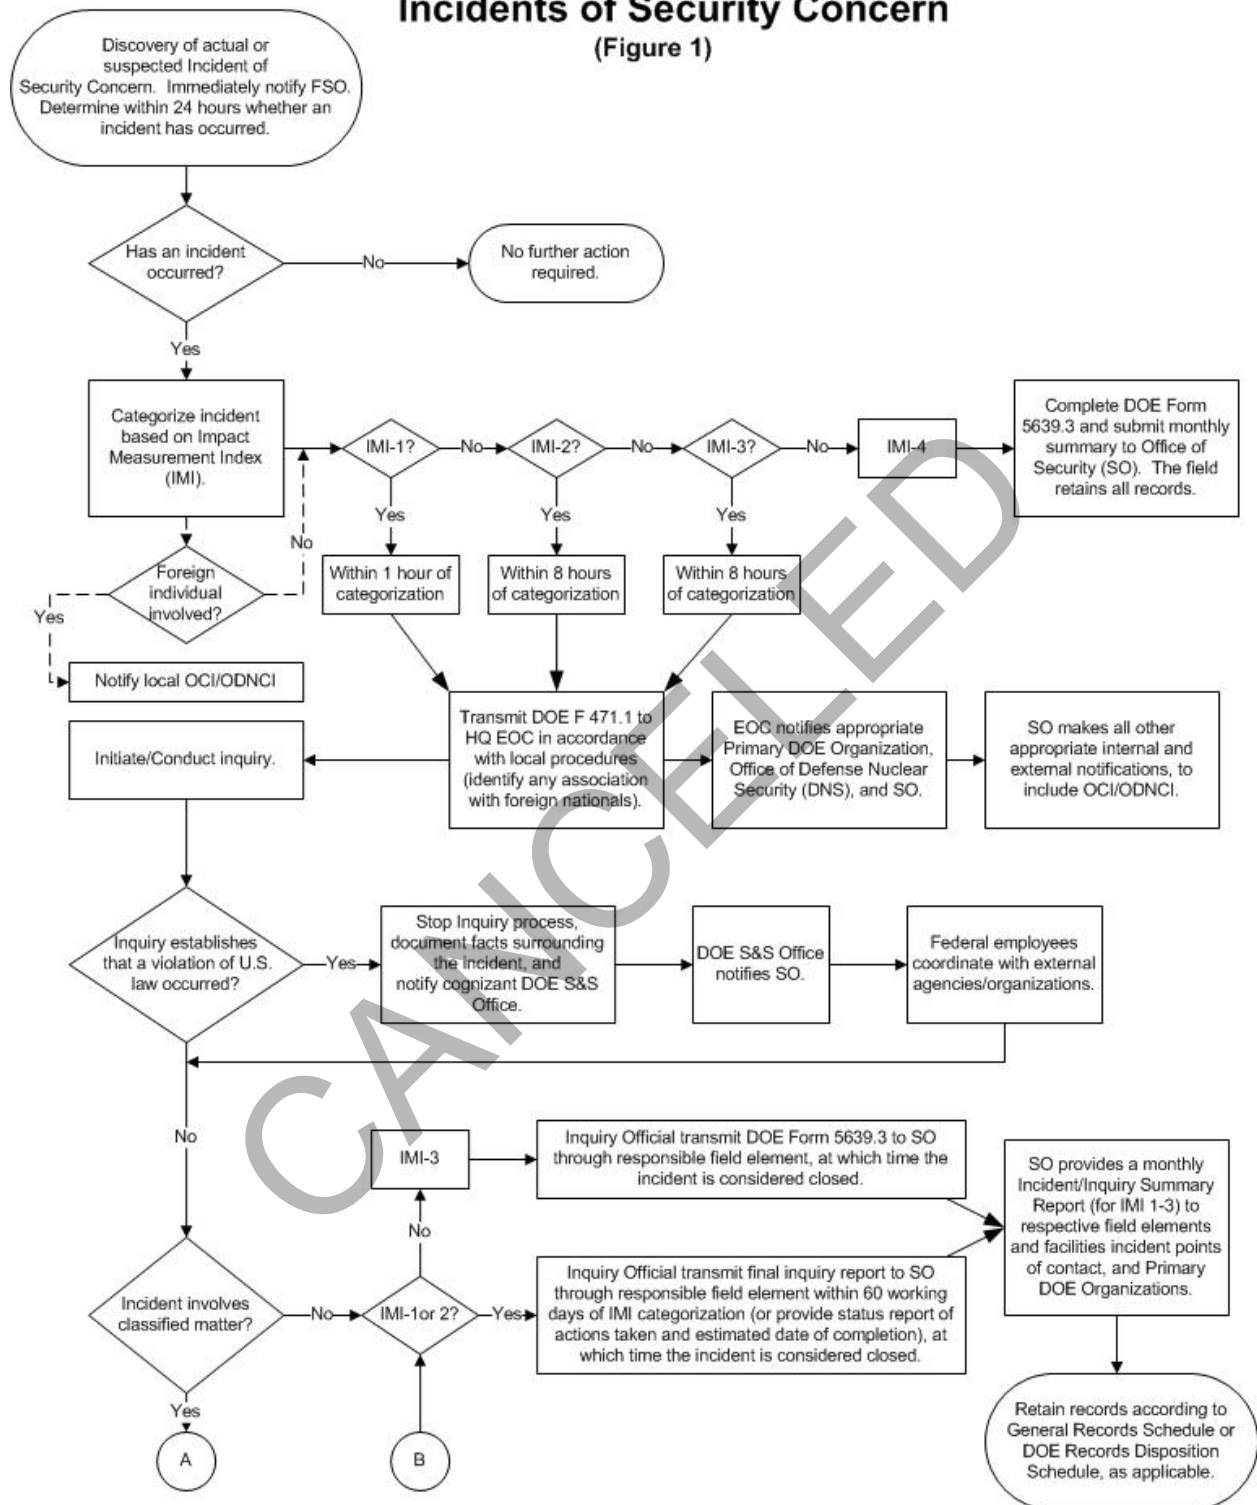 Incidents of Security Concern
(Figure 1)
Discovery of actual or
suspected Incident of
Security Concern. Immediately notify FSO.
Determine within 24 hours whether an
incident has occurred.
Has an incident
occurred?
No
No further action
required.
Yes
Categorize incident
based on Impact
Measurement Index
(IMI).
IMI-1?
No
IMI-2?
No
IMI-3?
No
IMI-4
Complete DOE Form
5639.3 and submit monthly
summary to Office of
Security (SO). The field
retains all records.
Yes
Yes
Yes
No
Within 1 hour of
categorization
Within 8 hours
of categorization
Within 8 hours
of categorization
Foreign
individual
involved?
Yes
Notify local OCI/ODNCI
Initiate/Conduct inquiry.
Transmit DOE F 471.1 to
HQ EOC in accordance
with local procedures
(identify any association
with foreign nationals).
EOC notifies appropriate
Primary DOE Organization,
Office of Defense Nuclear
Security (DNS), and SO.
SO makes all other
appropriate internal and
external notifications, to
include OCI/ODNCI.
Inquiry establishes
that a violation of U.S.
law occurred?
Yes
Stop Inquiry process,
document facts surrounding
the incident, and
notify cognizant DOE S&S
Office.
DOE S&S Office
notifies SO.
Federal employees
coordinate with external
agencies/organizations.
No
IMI-3
Inquiry Official transmit DOE Form 5639.3 to SO
through responsible field element, at which time the
incident is considered closed.
SO provides a monthly
Incident/Inquiry Summary
Report (for IMI 1-3) to
respective field elements
and facilities incident points
of contact, and Primary
DOE Organizations.
No
Incident involves
classified matter?
No
IMI-1or 2?
Yes
Inquiry Official transmit final inquiry report to SO
through responsible field element within 60 working
days of IMI categorization (or provide status report of
actions taken and estimated date of completion), at
which time the incident is considered closed.
Yes
A
B
Retain records according to
General Records Schedule or
DOE Records Disposition
Schedule, as applicable.
CANCELED